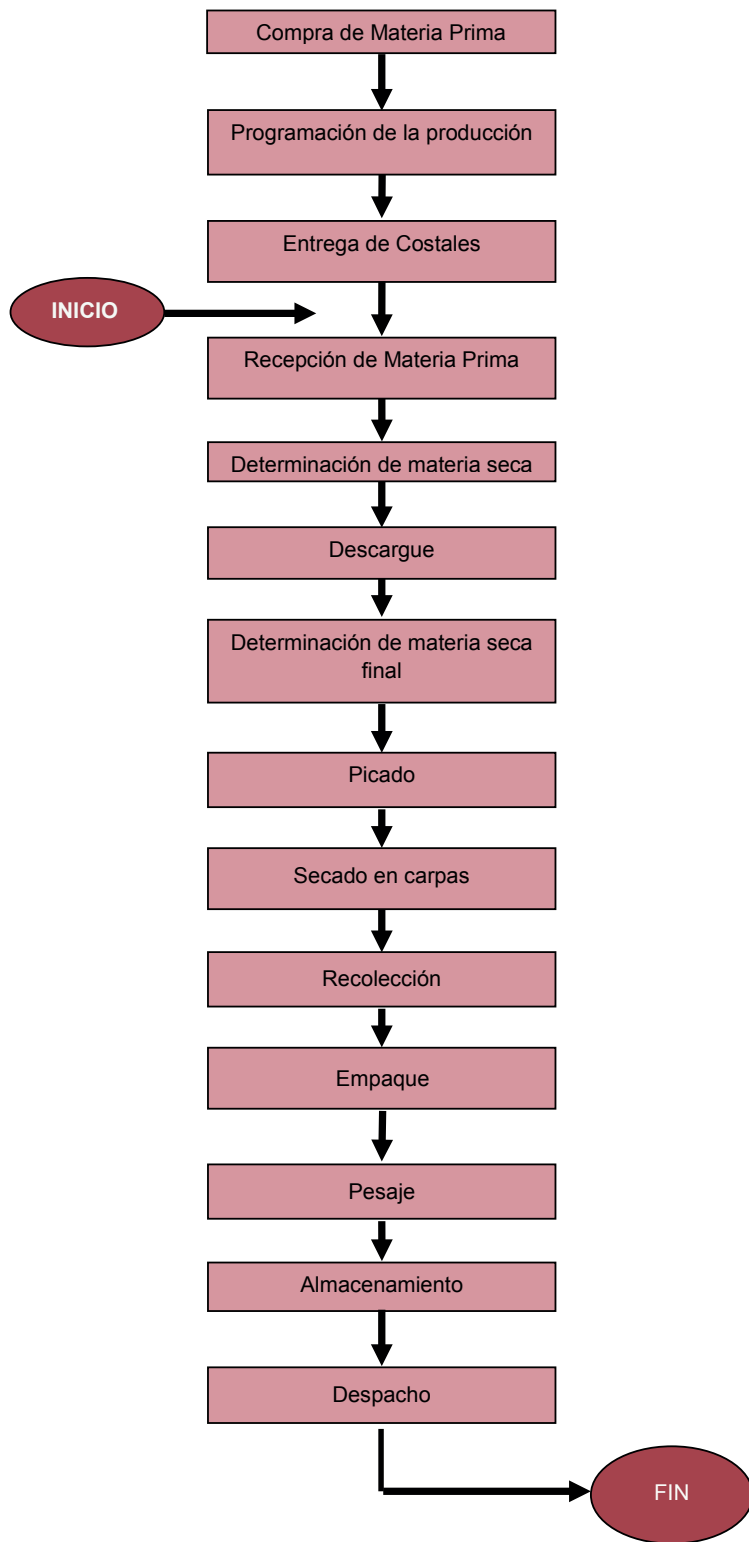 Compra de Materia Prima
Programación de la producción
Entrega de Costales
INICIO
Recepción de Materia Prima
Determinación de materia seca
Descargue
Determinación de materia seca
final
Picado
Secado en carpas
Recolección
Empaque
Pesaje
Almacenamiento
Despacho
FIN